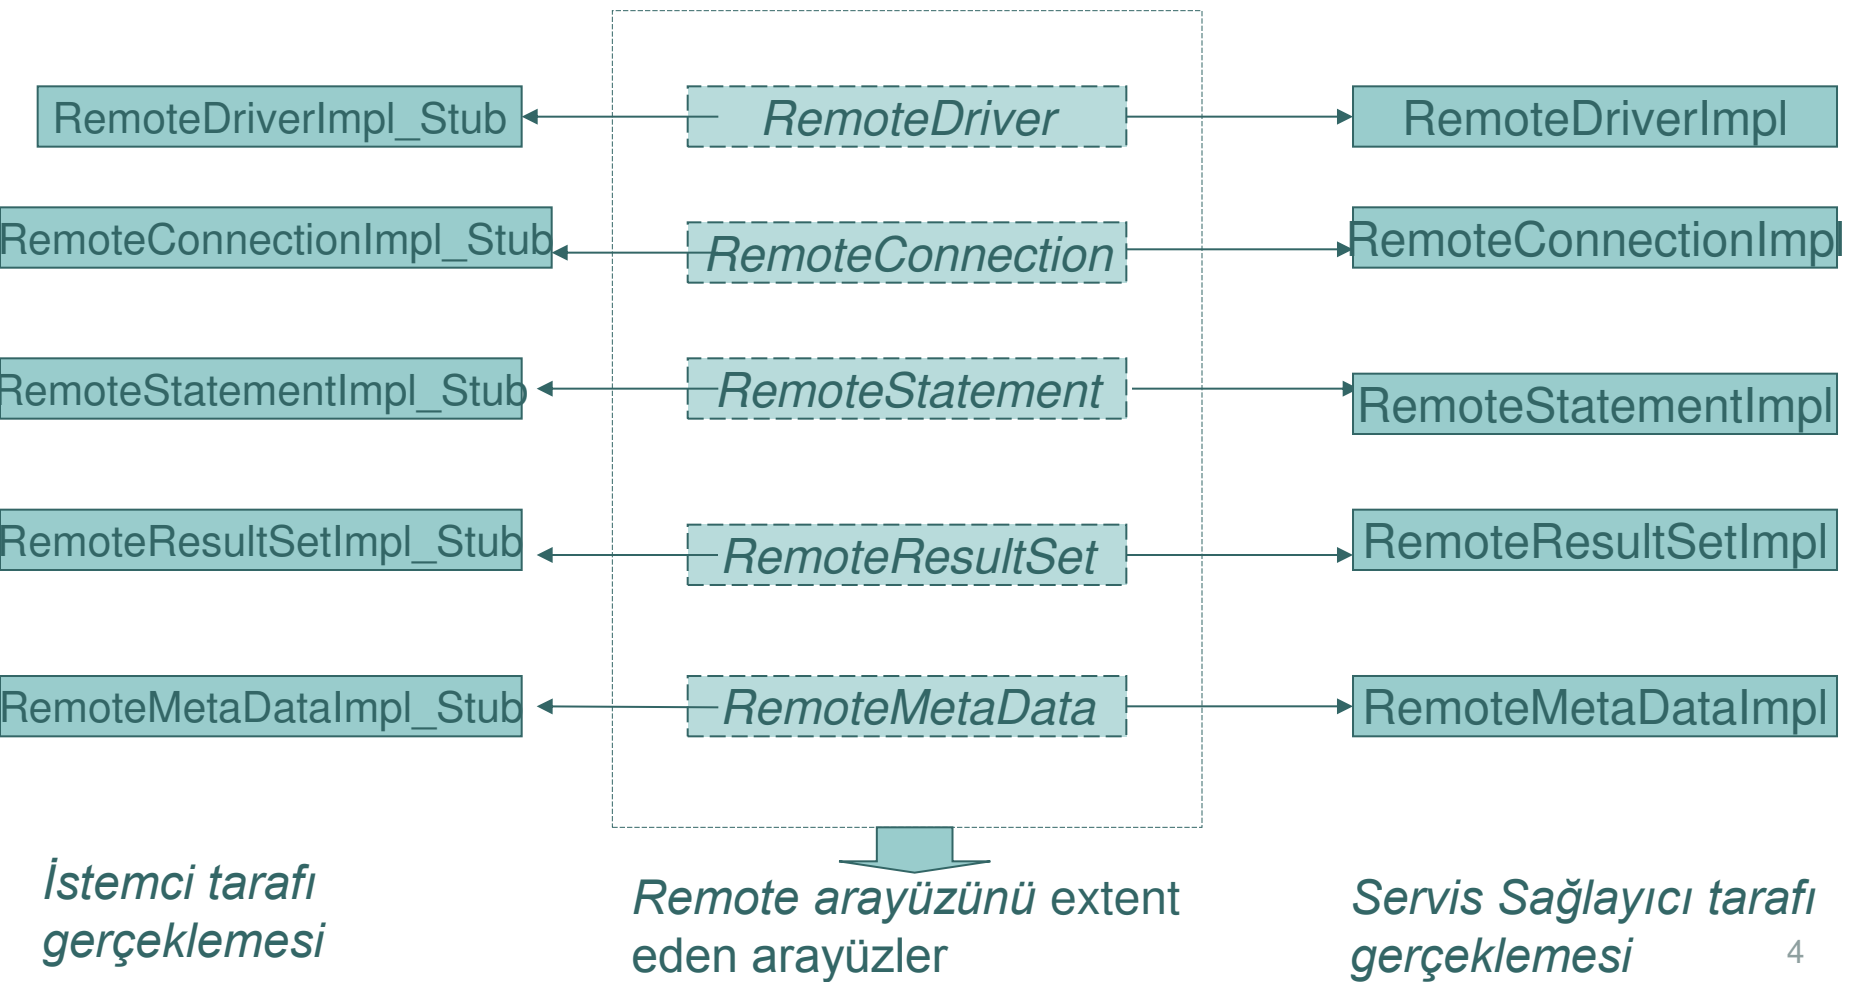 RemoteDriverImpl_Stub
RemoteDriver
RemoteDriverImpl
RemoteConnectionImpl_Stub
RemoteConnection
RemoteConnectionImpl
RemoteStatementImpl_Stub
RemoteStatement
RemoteStatementImpl
RemoteResultSetImpl_Stub
RemoteResultSet
RemoteResultSetImpl
RemoteMetaDataImpl_Stub
RemoteMetaData
RemoteMetaDataImpl
İstemci tarafı
gerçeklemesi
Remote arayüzünü extent
eden arayüzler
Servis Sağlayıcı tarafı
gerçeklemesi
4